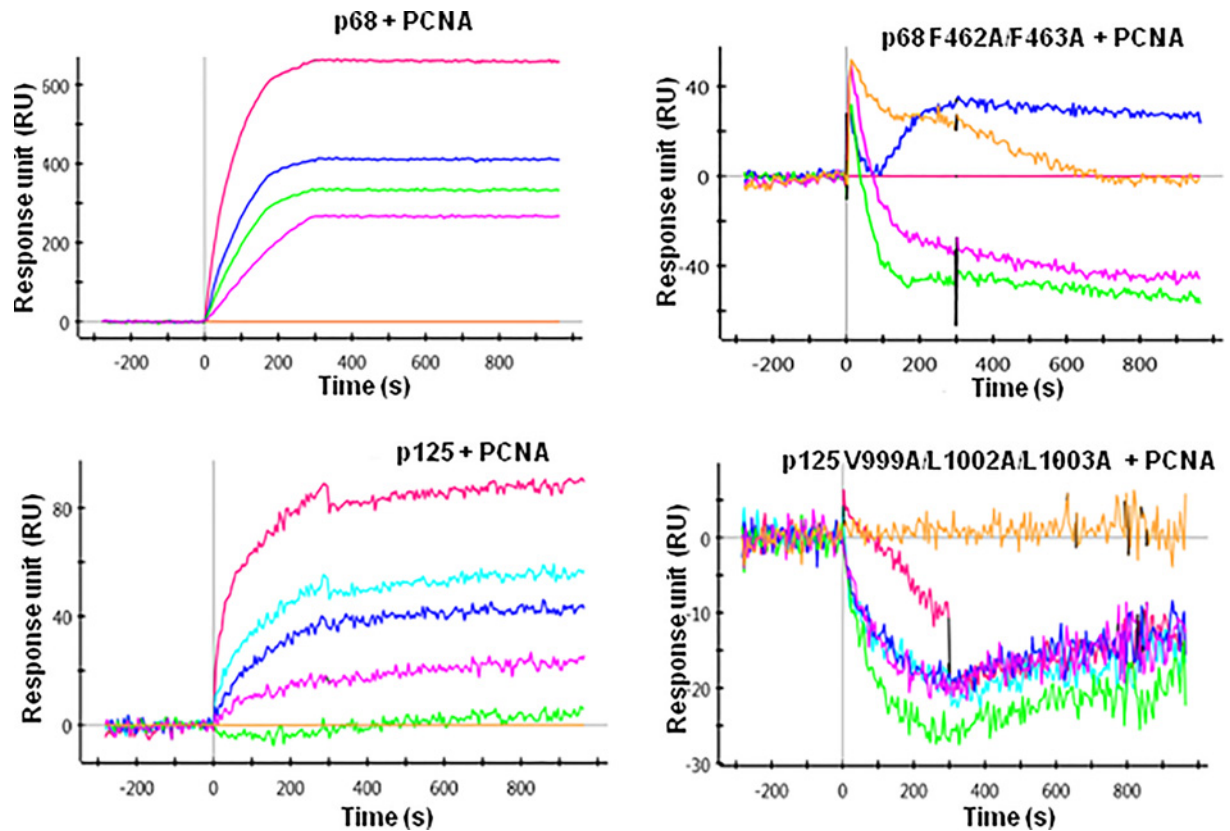 p68 + PCNA
Response unit (RU)
600
400
200
0
-200 0 200 400 600 800
Time (s)
p68 F462A/F463A + PCNA
Response unit (RU)
40
0
-40
-200 0 200 400 600 800
Time (s)
p125 + PCNA
Response unit (RU)
80
40
0
-200 0 200 400 600 800
Time (s)
p125 V999A/L1002A/L1003A + PCNA
Response unit (RU)
0
-10
-20
-30
-200 0 200 400 600 800
Time (s)